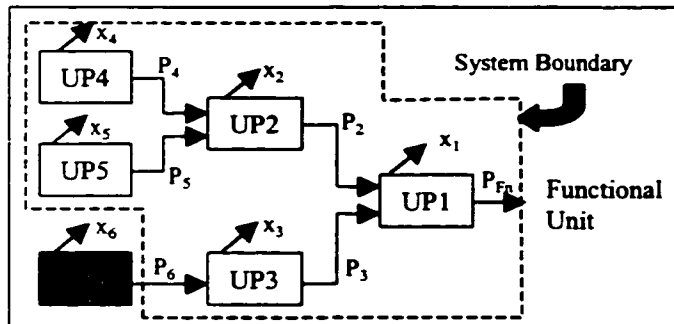 x4
UP4
P4
x2
System Boundary
x5
UP2
P2
UP5
P5
x1
UP1
PFn
Functional
Unit
x6
x3
P6
UP3
P3